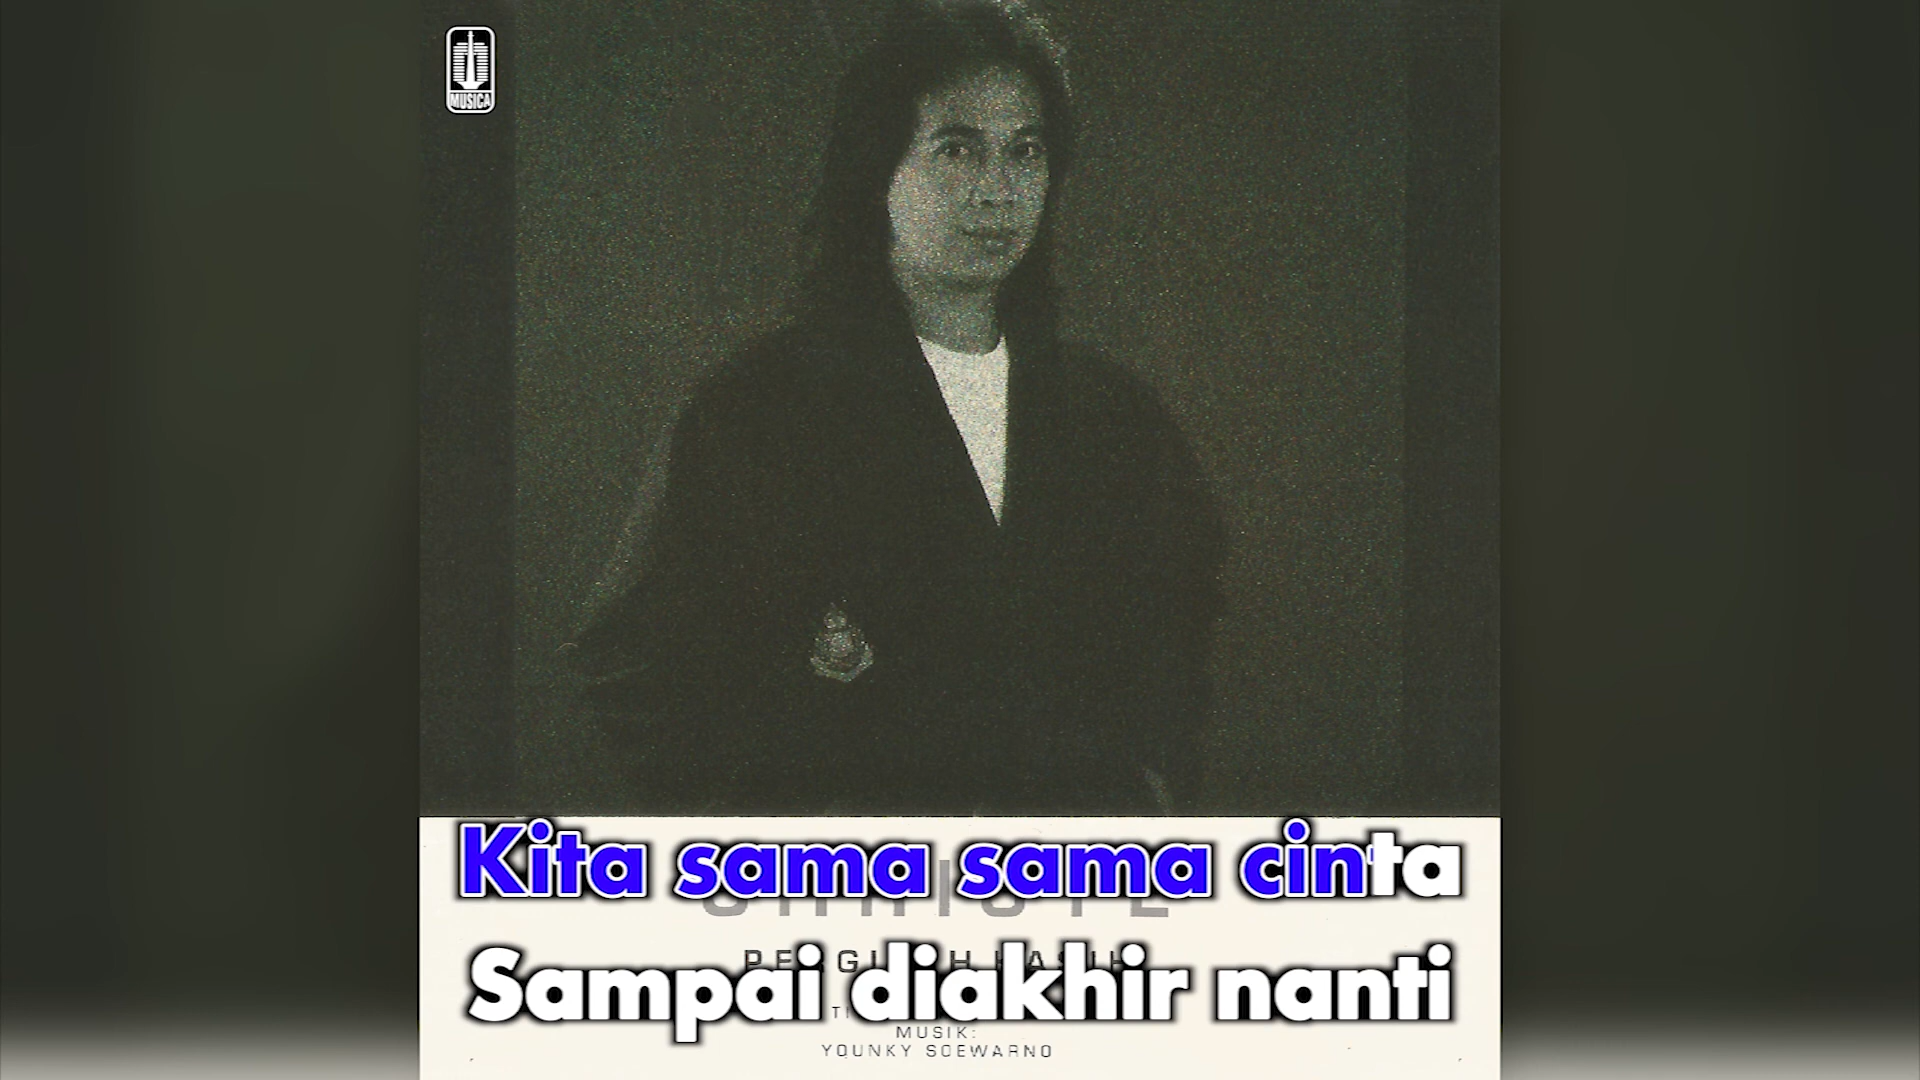 MUSICA
Kita sama sama cinta
Sampai diakhir nanti
MUSIK:
YOUNKY SOEWARNO